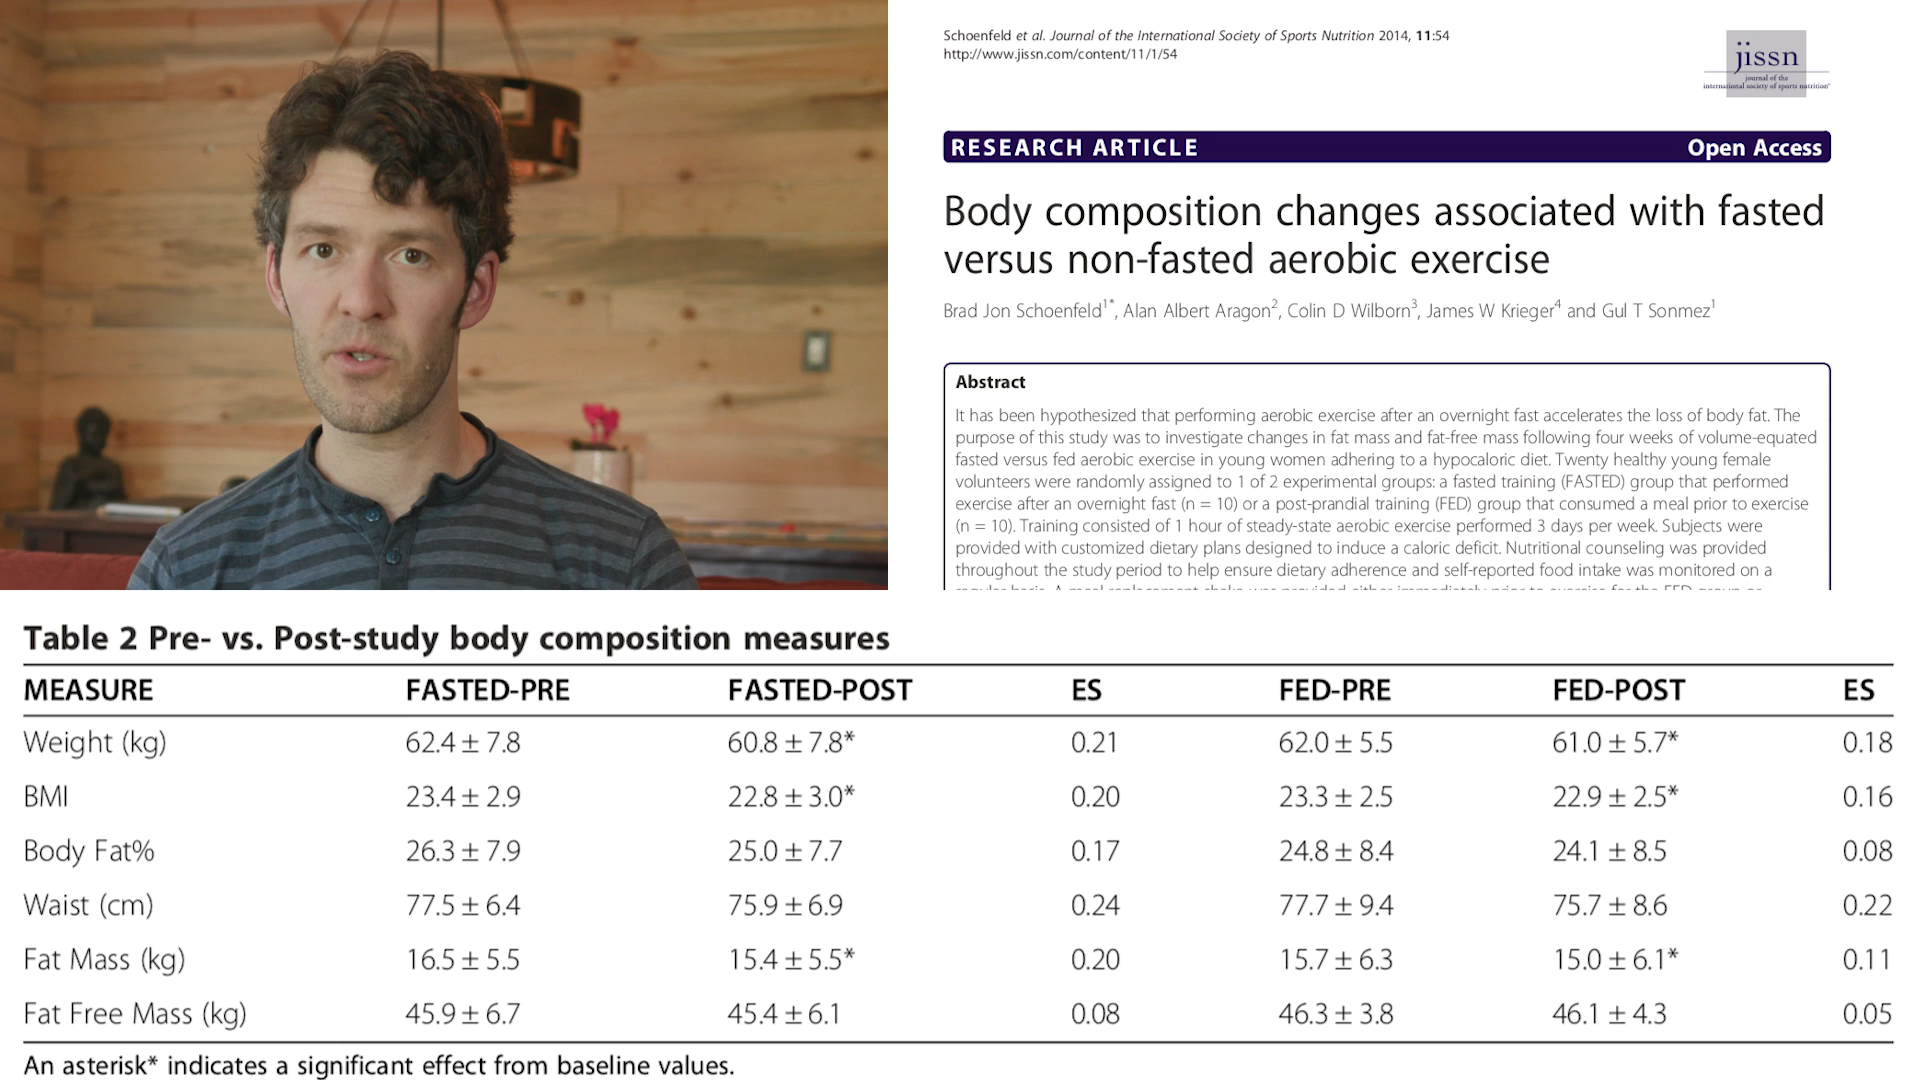 Schoenfeld et al. Journal of the International Society of Sports Nutrition 2014, 11:54
http://www.jissn.com/content/11/1/54
jissn
journal of the
international society of sports nutrition
RESEARCH ARTICLE Open Access
Body composition changes associated with fasted
versus non-fasted aerobic exercise
Brad Jon Schoenfeld1*, Alan Albert Aragon2, Colin D Wilborn3, James W Krieger4 and Gul T Sonmez1
Abstract
It has been hypothesized that performing aerobic exercise after an overnight fast accelerates the loss of body fat. The
purpose of this study was to investigate changes in fat mass and fat-free mass following four weeks of volume-equated
fasted versus fed aerobic exercise in young women adhering to a hypocaloric diet. Twenty healthy young female
volunteers were randomly assigned to 1 of 2 experimental groups: a fasted training (FASTED) group that performed
exercise after an overnight fast (n = 10) or a post-prandial training (FED) group that consumed a meal prior to exercise
(n = 10). Training consisted of 1 hour of steady-state aerobic exercise performed 3 days per week. Subjects were
provided with customized dietary plans designed to induce a caloric deficit. Nutritional counseling was provided
throughout the study period to help ensure dietary adherence and self-reported food intake was monitored on a
Table 2 Pre- vs. Post-study body composition measures
MEASURE FASTED-PRE FASTED-POST ES FED-PRE FED-POST ES
Weight (kg) 62.4 ± 7.8 60.8 ± 7.8* 0.21 62.0 ± 5.5 61.0 ± 5.7* 0.18
BMI 23.4 ± 2.9 22.8 ± 3.0* 0.20 23.3 ± 2.5 22.9 ± 2.5* 0.16
Body Fat% 26.3 ± 7.9 25.0 ± 7.7 0.17 24.8 ± 8.4 24.1 ± 8.5 0.08
Waist (cm) 77.5 ± 6.4 75.9 ± 6.9 0.24 77.7 ± 9.4 75.7 ± 8.6 0.22
Fat Mass (kg) 16.5 ± 5.5 15.4 ± 5.5* 0.20 15.7 ± 6.3 15.0 ± 6.1* 0.11
Fat Free Mass (kg) 45.9 ± 6.7 45.4 ± 6.1 0.08 46.3 ± 3.8 46.1 ± 4.3 0.05
An asterisk* indicates a significant effect from baseline values.